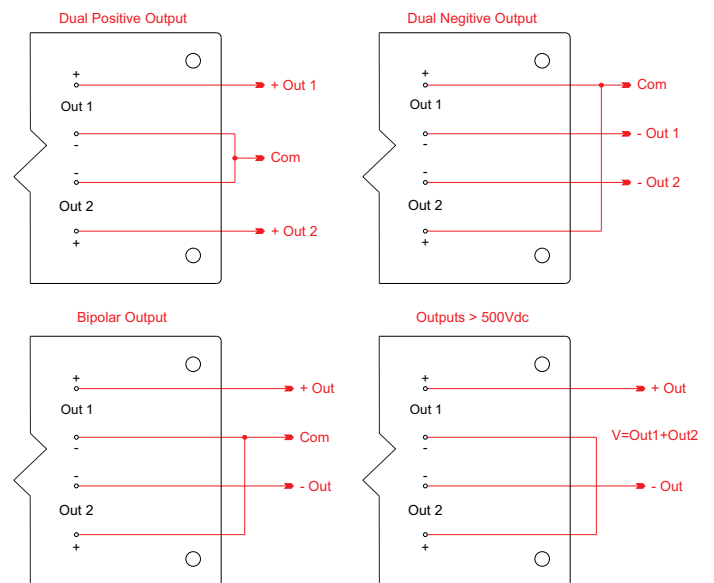 Dual Positive Output
+
Out 1
-
-
Out 2
+
+ Out 1
Com
+ Out 2
Dual Negitive Output
+
Out 1
-
-
Out 2
+
Com
- Out 1
- Out 2
Bipolar Output
+
Out 1
-
-
Out 2
+
+ Out
Com
- Out
Outputs > 500Vdc
+
Out 1
-
-
Out 2
+
+ Out
V=Out1+Out2
- Out